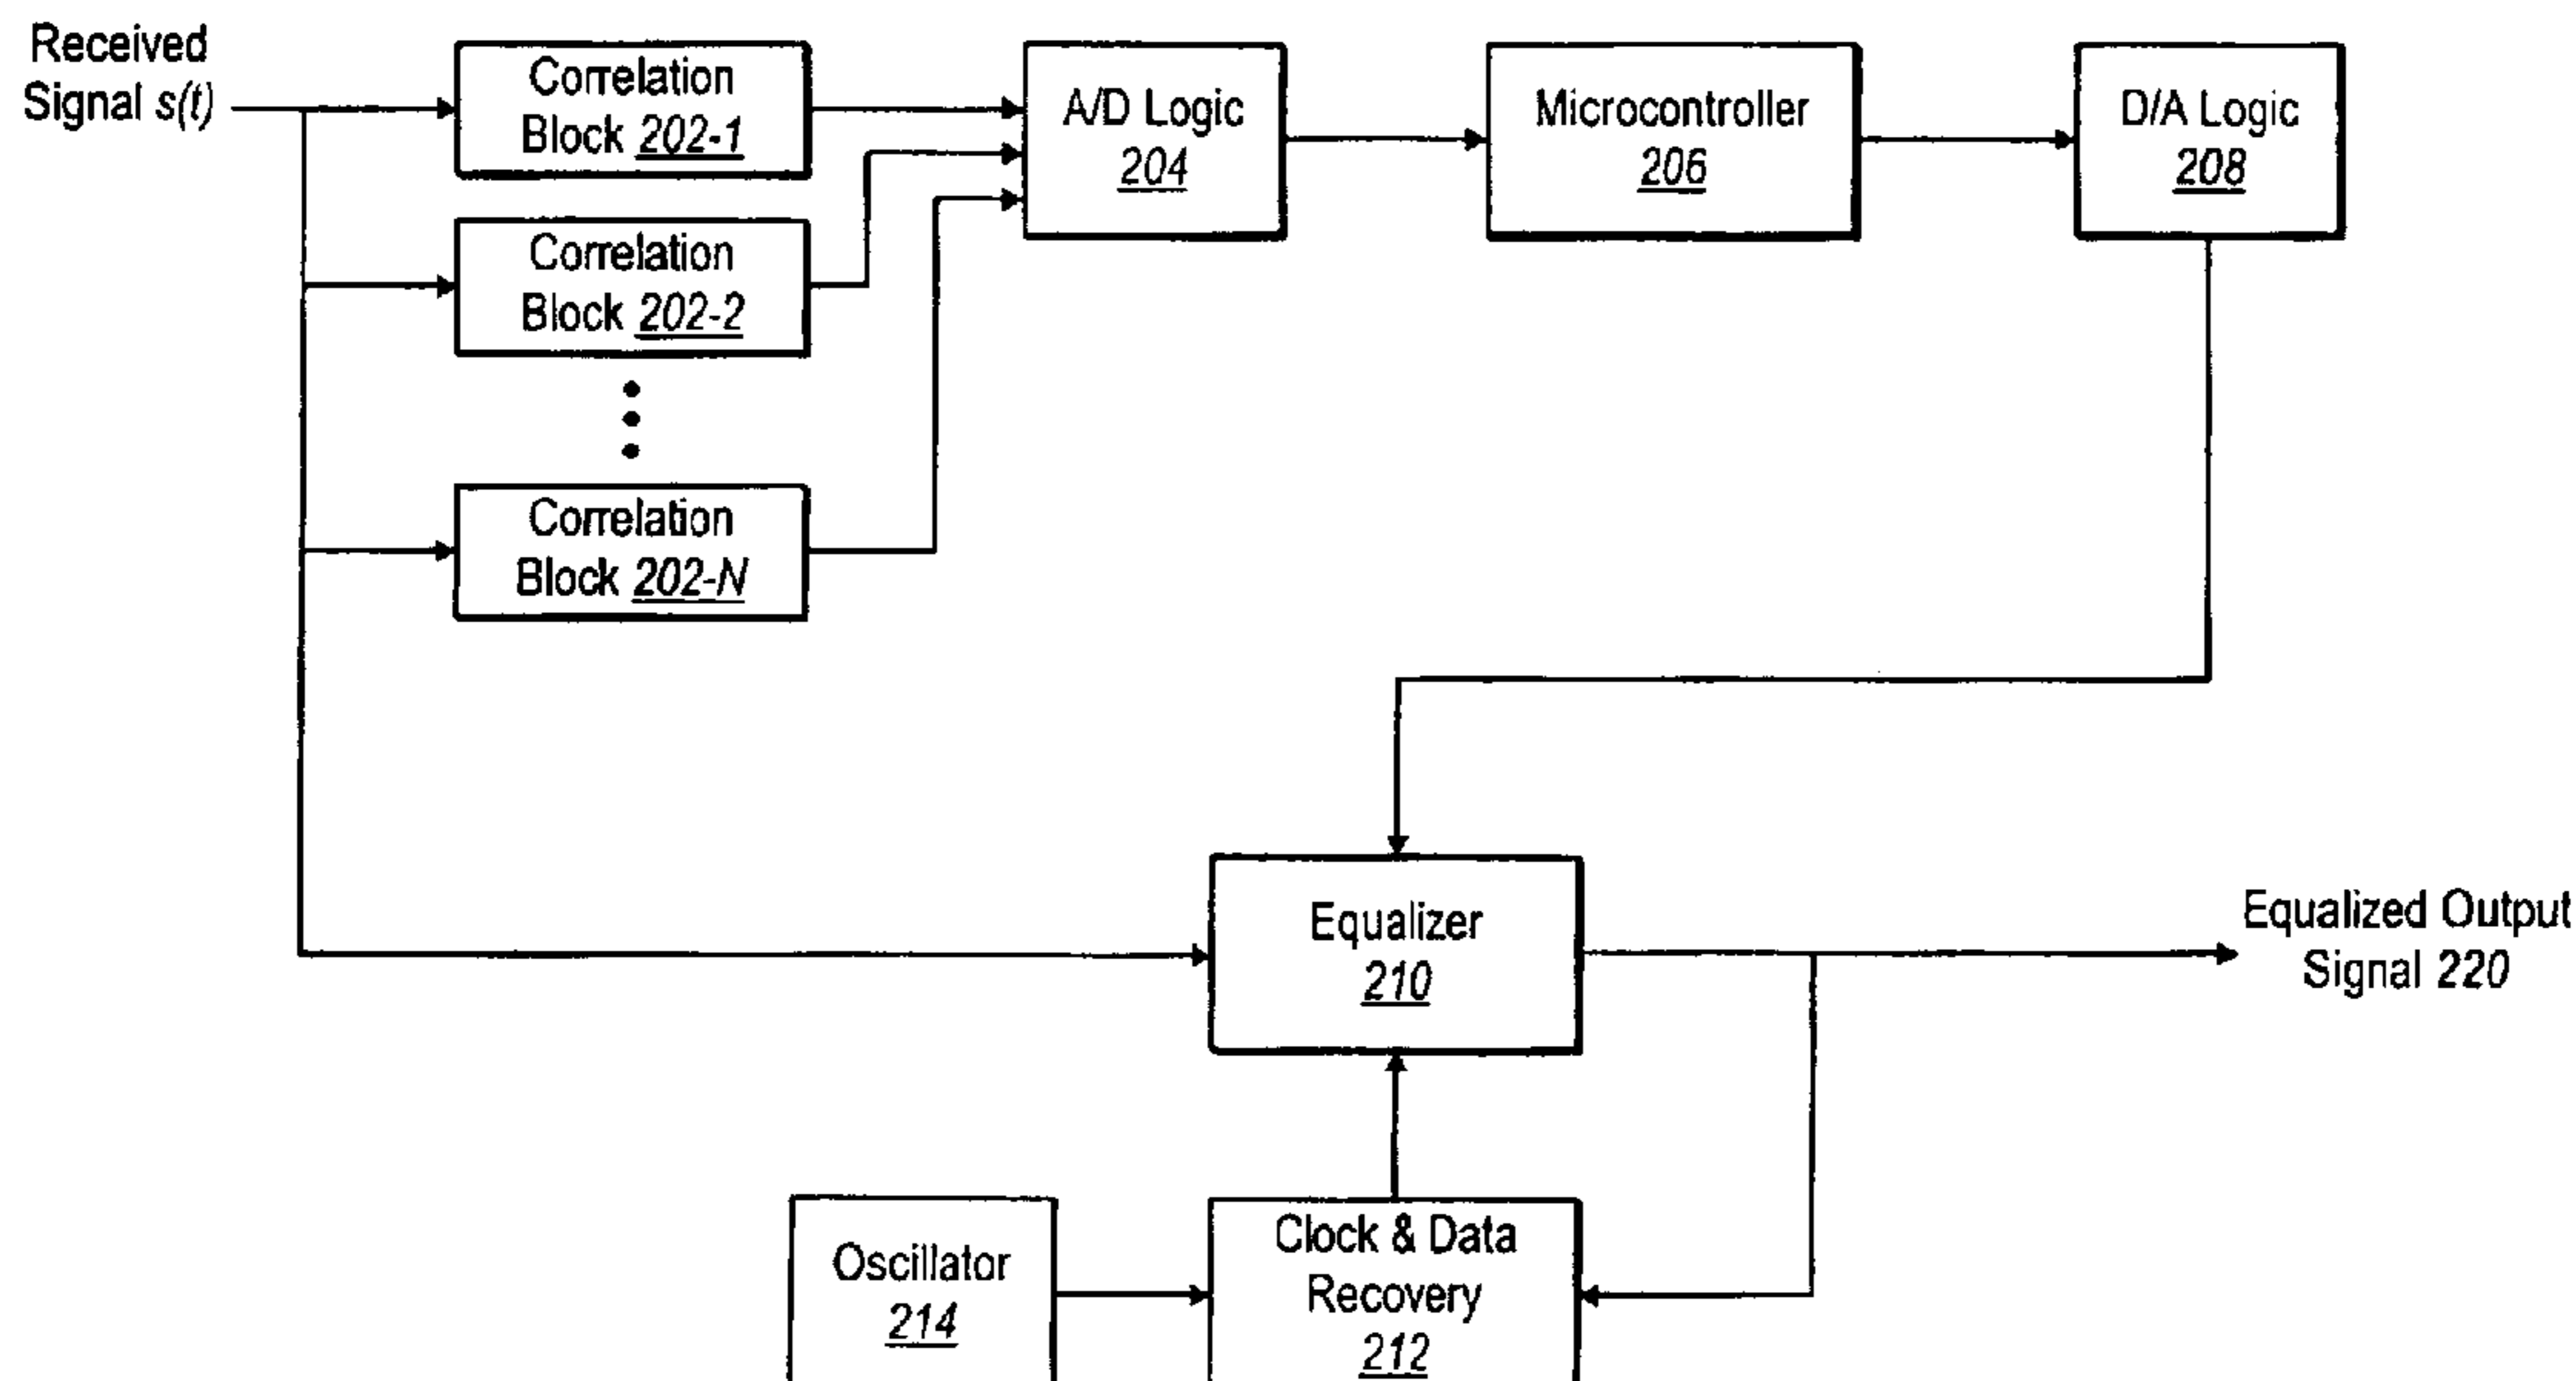 Received
Signal s(t)
Correlation
Block 202-1
A/D Logic
204
Microcontroller
206
D/A Logic
208
Correlation
Block 202-2
Correlation
Block 202-N
Equalizer
210
Equalized Output
Signal 220
Oscillator
214
Clock & Data
Recovery
212